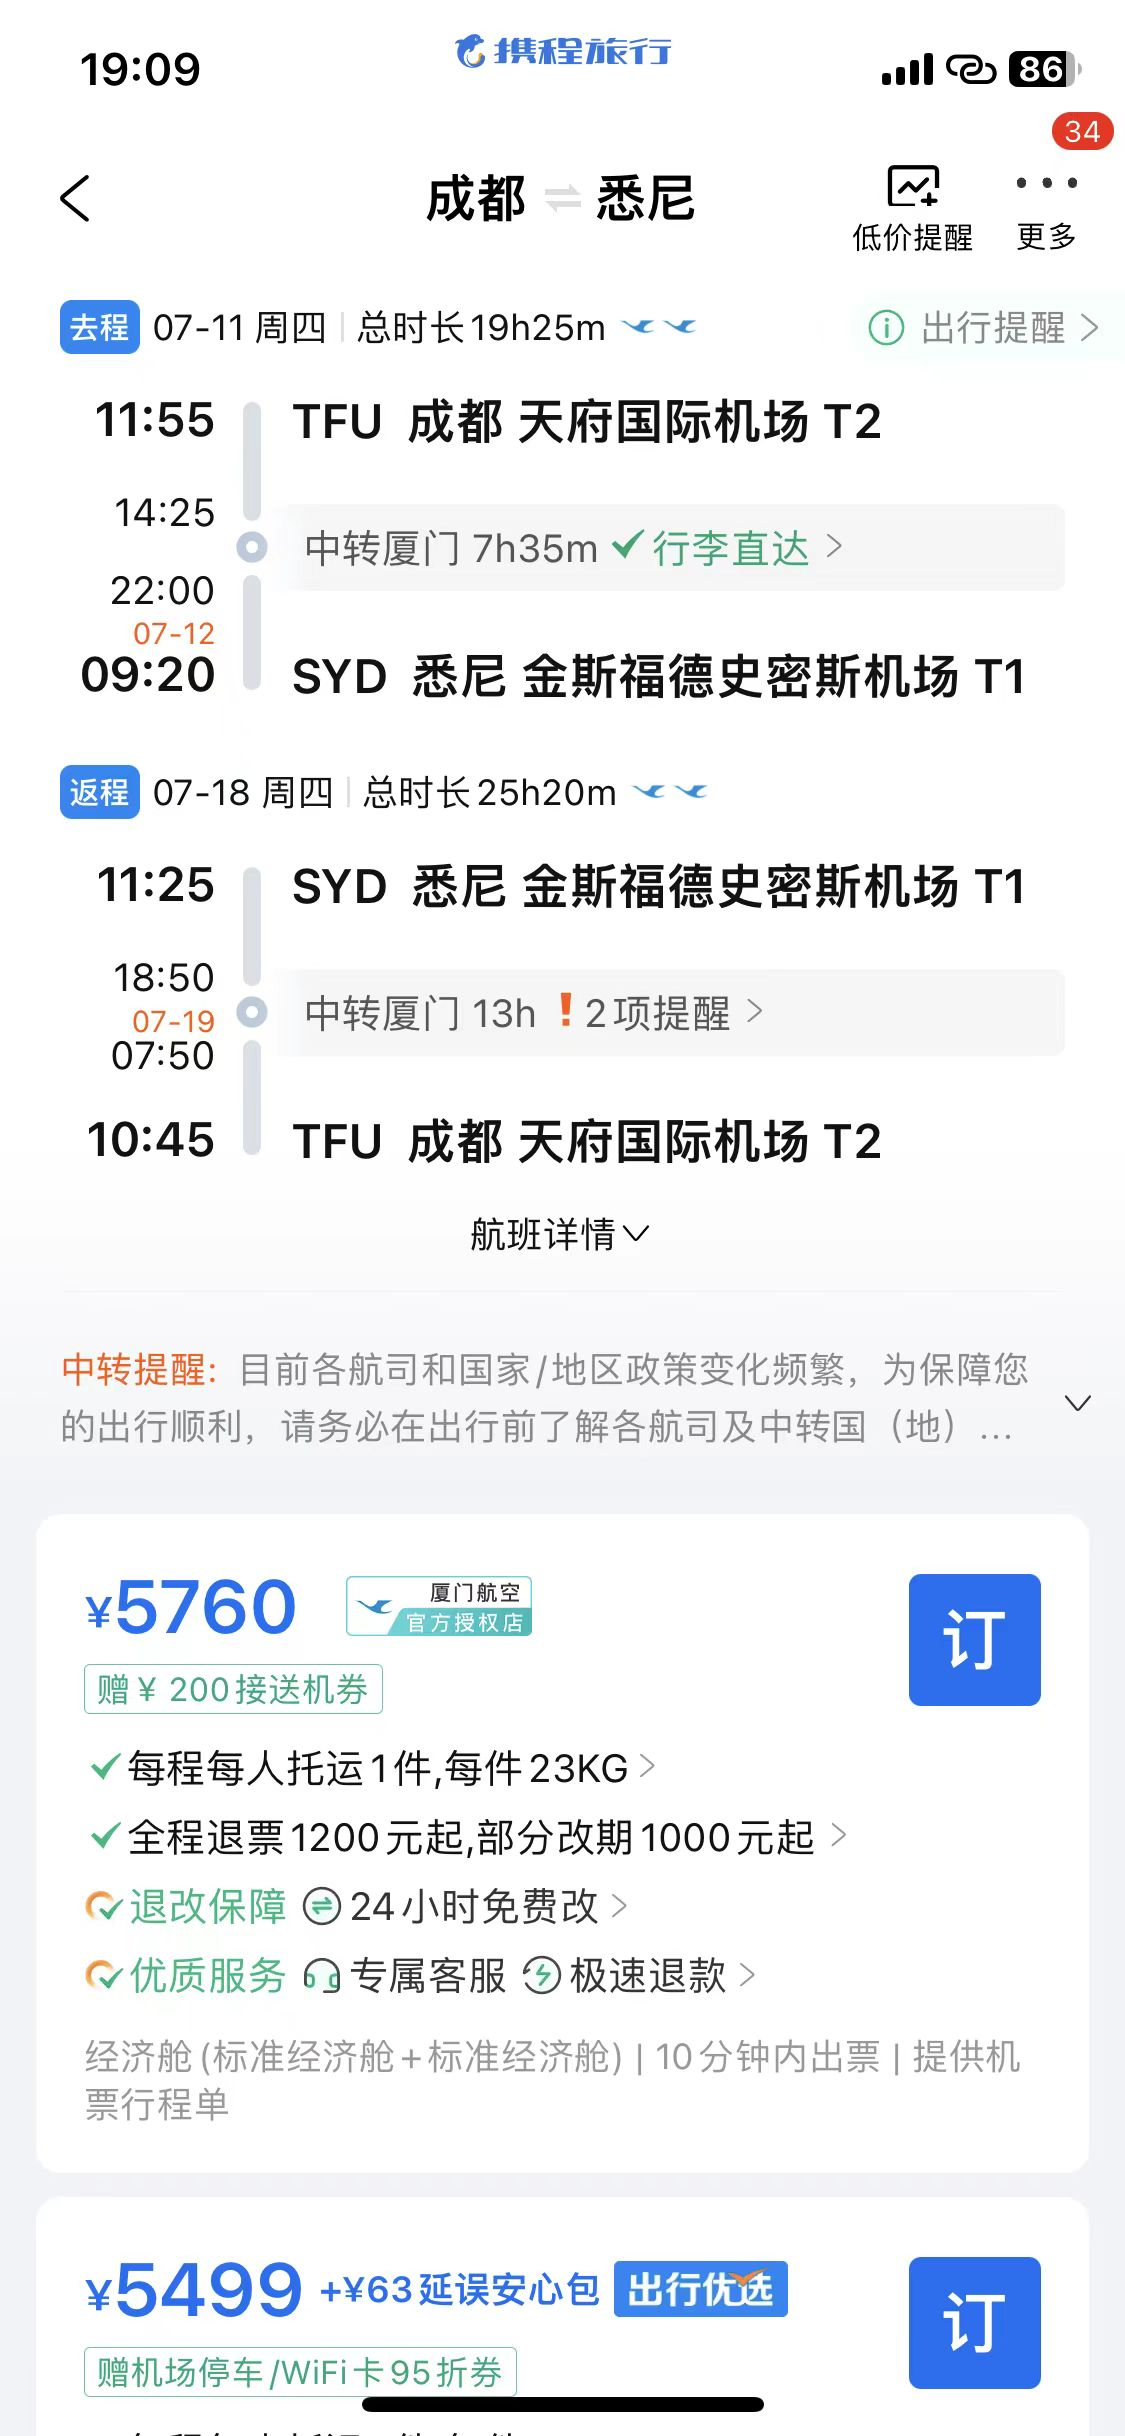 19:09
携程旅行
86
34
成都 悉尼
低价提醒
更多
去程 07-11 周四 总时长19h25m
出行提醒
11:55 TFU 成都 天府国际机场 T2
14:25
中转厦门 7h35m 行李直达
22:00
07-12
09:20 SYD 悉尼 金斯福德史密斯机场 T1
返程 07-18 周四 总时长25h20m
11:25 SYD 悉尼 金斯福德史密斯机场 T1
18:50
中转厦门 13h 2项提醒
07-19
07:50
10:45 TFU 成都 天府国际机场 T2
航班详情
中转提醒: 目前各航司和国家/地区政策变化频繁，为保障您
的出行顺利，请务必在出行前了解各航司及中转国（地）...
¥5760
厦门航空
官方授权店
订
赠¥ 200接送机券
每程每人托运1件,每件23KG
全程退票1200元起,部分改期1000元起
退改保障 24小时免费改
优质服务 专属客服 极速退款
经济舱(标准经济舱+标准经济舱) | 10分钟内出票 | 提供机
票行程单
¥5499 +¥63延误安心包 出行优选
订
赠机场停车/WiFi卡95折券